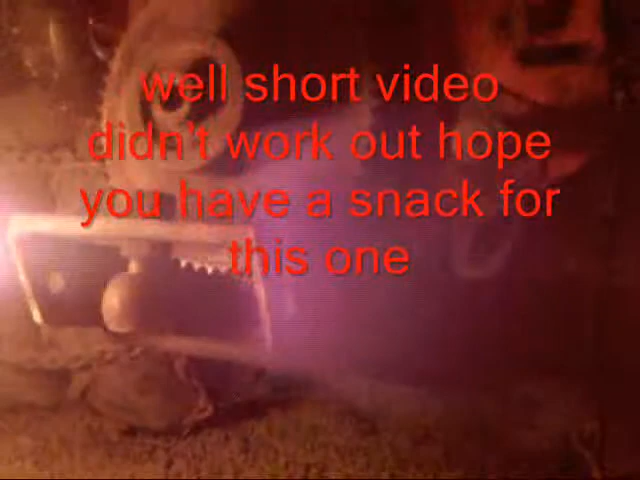 well short video
didn't work out hope
you have a snack for
this one